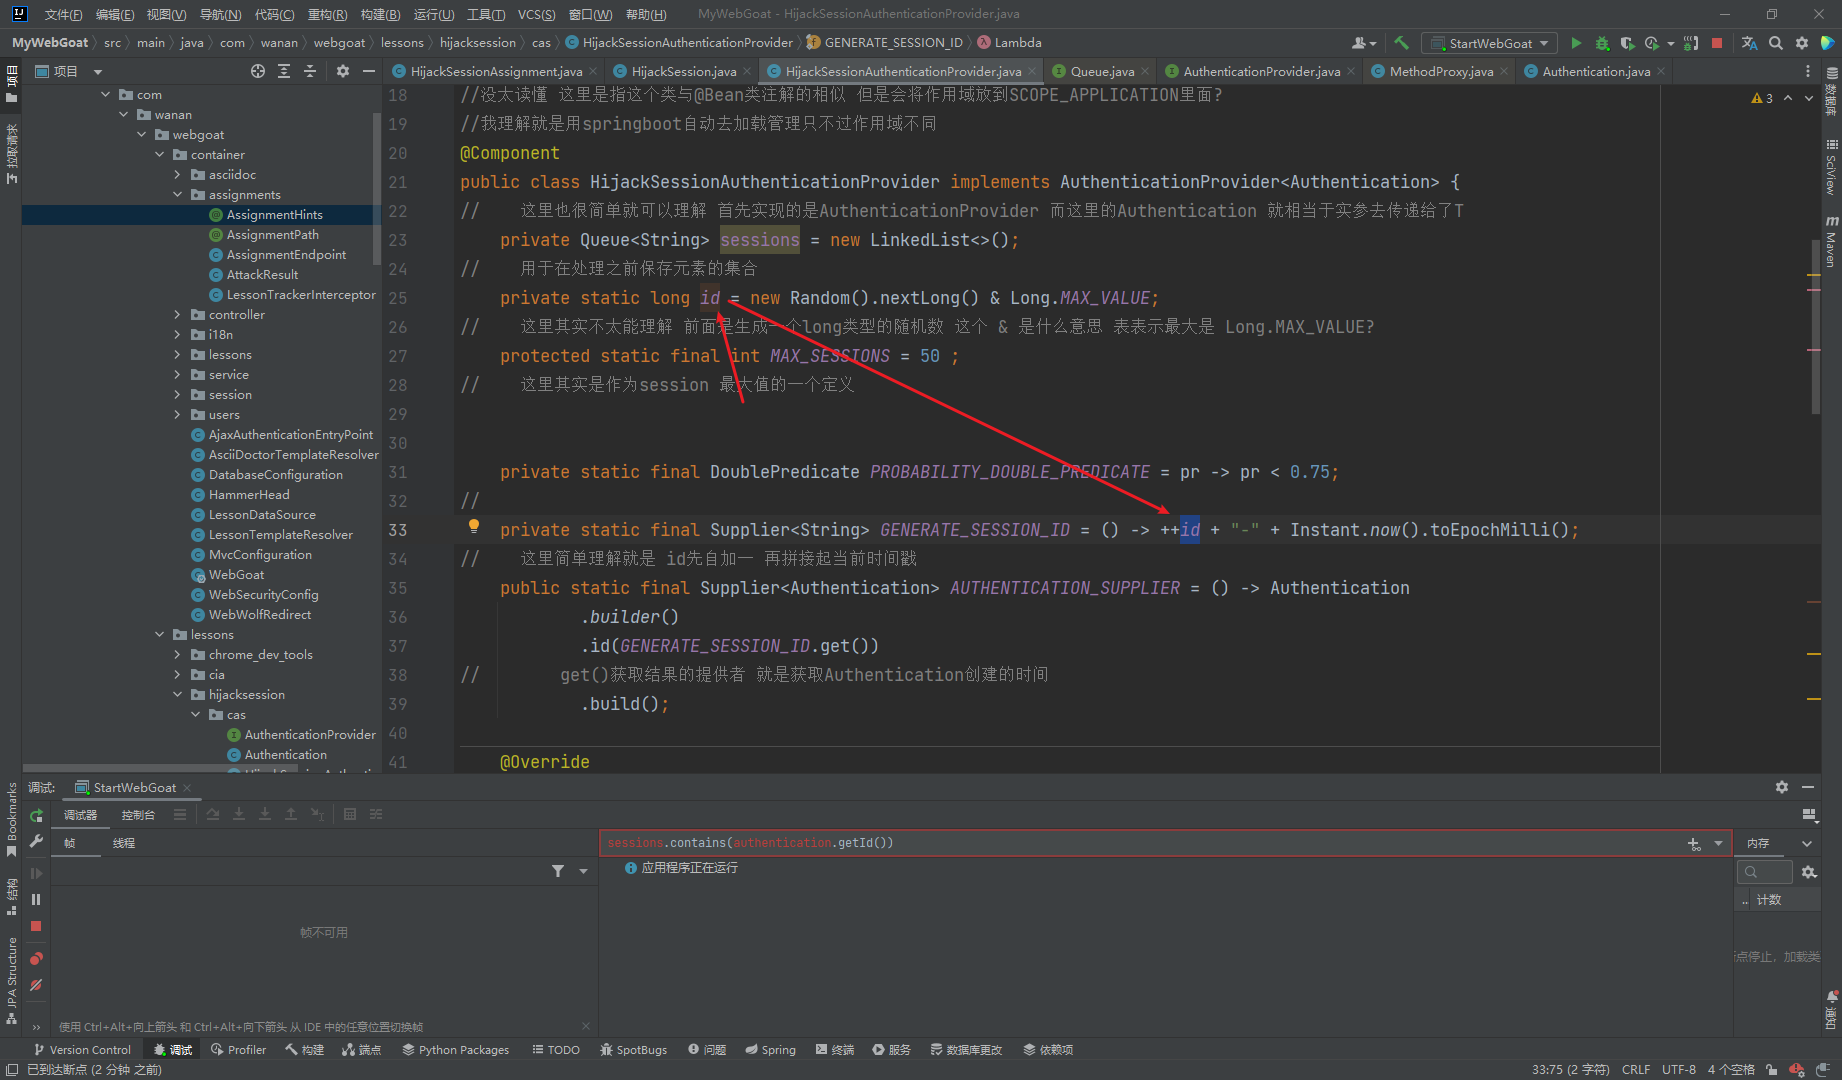 文件(F) 编辑(E) 视图(V) 导航(N) 代码(C) 重构(R) 构建(B) 运行(U) 工具(T) VCS(S) 窗口(W) 帮助(H) MyWebGoat - HijackSessionAuthenticationProvider.java
MyWebGoat src main java com wanan webgoat lessons hijacksession cas HijackSessionAuthenticationProvider GENERATE_SESSION_ID Lambda StartWebGoat
项目 HijackSessionAssignment.java HijackSession.java HijackSessionAuthenticationProvider.java Queue.java AuthenticationProvider.java MethodProxy.java Authentication.java
项目
拉取请求
Bookmarks
结构
JPA Structure
com
wanan
webgoat
container
asciidoc
assignments
AssignmentHints
AssignmentPath
AssignmentEndpoint
AttackResult
LessonTrackerInterceptor
controller
i18n
lessons
service
session
users
AjaxAuthenticationEntryPoint
AsciiDoctorTemplateResolver
DatabaseConfiguration
HammerHead
LessonDataSource
LessonTemplateResolver
MvcConfiguration
WebGoat
WebSecurityConfig
WebWolfRedirect
lessons
chrome_dev_tools
cia
hijacksession
cas
AuthenticationProvider
Authentication
18 //没太读懂 这里是指这个类与@Bean类注解的相似 但是会将作用域放到SCOPE_APPLICATION里面?
19 //我理解就是用springboot自动去加载管理只不过作用域不同
20 @Component
21 public class HijackSessionAuthenticationProvider implements AuthenticationProvider<Authentication> {
22 // 这里也很简单就可以理解 首先实现的是AuthenticationProvider 而这里的Authentication 就相当于实参去传递给了T
23 private Queue<String> sessions = new LinkedList<>();
24 // 用于在处理之前保存元素的集合
25 private static long id = new Random().nextLong() & Long.MAX_VALUE;
26 // 这里其实不太能理解 前面是生成一个long类型的随机数 这个 & 是什么意思 表表示最大是 Long.MAX_VALUE?
27 protected static final int MAX_SESSIONS = 50 ;
28 // 这里其实是作为session 最大值的一个定义
29
30
31 private static final DoublePredicate PROBABILITY_DOUBLE_PREDICATE = pr -> pr < 0.75;
32 //
33 private static final Supplier<String> GENERATE_SESSION_ID = () -> ++id + "-" + Instant.now().toEpochMilli();
34 // 这里简单理解就是 id先自加一 再拼接起当前时间戳
35 public static final Supplier<Authentication> AUTHENTICATION_SUPPLIER = () -> Authentication
36 .builder()
37 .id(GENERATE_SESSION_ID.get())
38 // get()获取结果的提供者 就是获取Authentication创建的时间
39 .build();
40
41 @Override
3
数据库
SciView
Maven
通知
调试: StartWebGoat
调试器 控制台
帧 线程
帧不可用
使用 Ctrl+Alt+向上箭头 和 Ctrl+Alt+向下箭头 从 IDE 中的任意位置切换帧
sessions.contains(authentication.getId())
应用程序正在运行
内存
.. 计数
点停止，加载类
Version Control 调试 Profiler 构建 端点 Python Packages TODO SpotBugs 问题 Spring 终端 服务 数据库更改 依赖项
已到达断点 (2 分钟 之前) 33:75 (2 字符) CRLF UTF-8 4 个空格